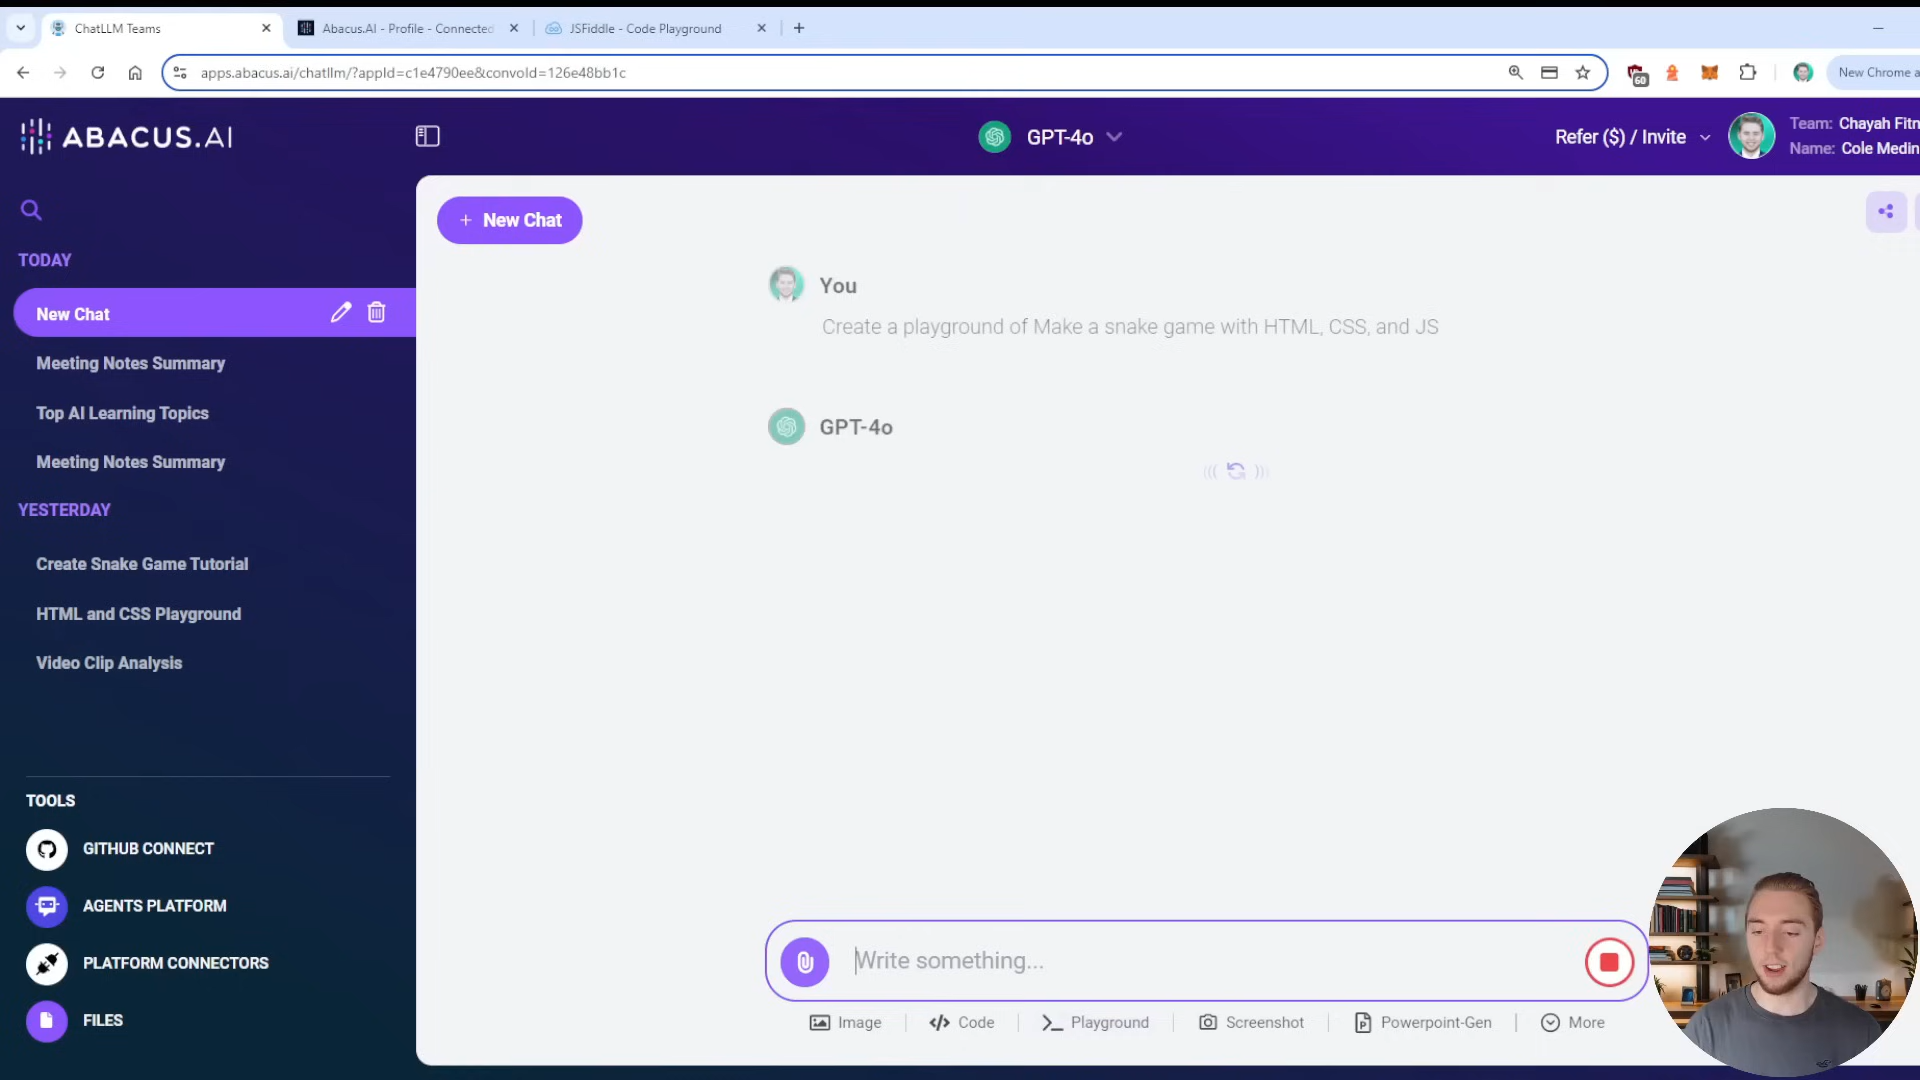 ChatLLM Teams
Abacus.AI - Profile - Connected
JSFiddle - Code Playground
apps.abacus.ai/chatllm/?appId=c1e4790ee&convoId=126e48bb1c
60
New Chrome a
ABACUS.AI
GPT-4o
Refer ($) / Invite
Team: Chayah Fitn
Name: Cole Medin
+ New Chat
TODAY
New Chat
Meeting Notes Summary
Top AI Learning Topics
Meeting Notes Summary
YESTERDAY
Create Snake Game Tutorial
HTML and CSS Playground
Video Clip Analysis
TOOLS
GITHUB CONNECT
AGENTS PLATFORM
PLATFORM CONNECTORS
FILES
You
Create a playground of Make a snake game with HTML, CSS, and JS
GPT-4o
Write something...
Image
Code
Playground
Screenshot
Powerpoint-Gen
More